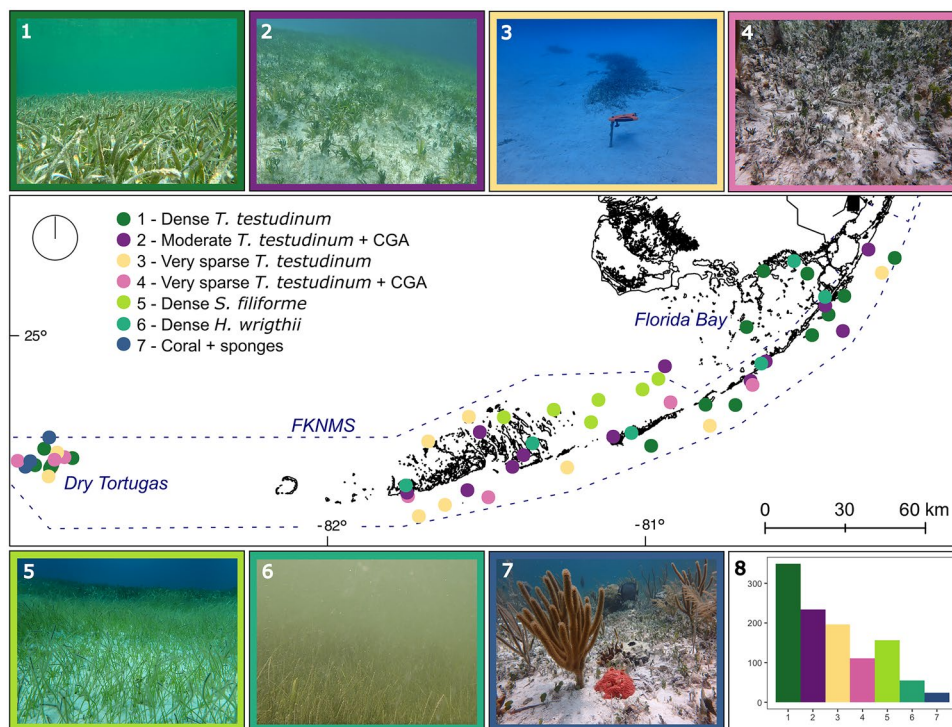 1
2
3
4
1 - Dense T. testudinum
2 - Moderate T. testudinum + CGA
3 - Very sparse T. testudinum
4 - Very sparse T. testudinum + CGA
5 - Dense S. filiforme
6 - Dense H. wrigthii
7 - Coral + sponges
25°
Florida Bay
FKNMS
Dry Tortugas
-82°
-81°
0 30 60 km
5
6
7
8
300
200
100
0
1 2 3 4 5 6 7